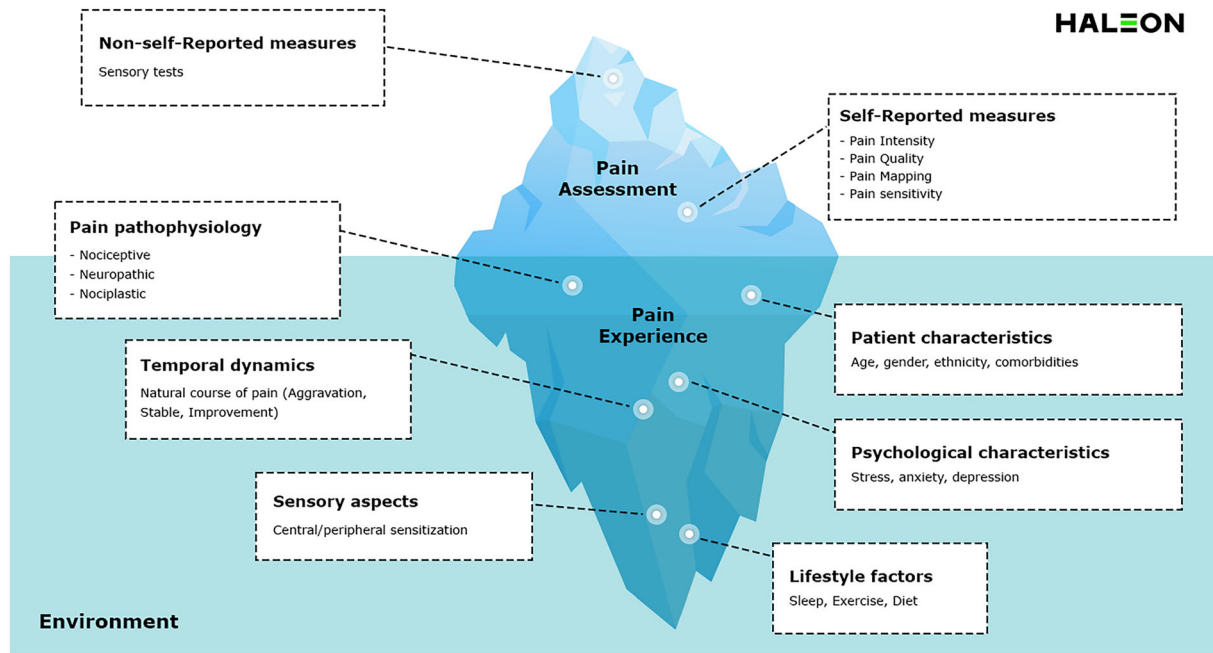 HALEON
Non-self-Reported measures
Sensory tests
Self-Reported measures
- Pain Intensity
- Pain Quality
- Pain Mapping
- Pain sensitivity
Pain
Assessment
Pain pathophysiology
- Nociceptive
- Neuropathic
- Nociplastic
Pain
Experience
Patient characteristics
Age, gender, ethnicity, comorbidities
Temporal dynamics
Natural course of pain (Aggravation,
Stable, Improvement)
Psychological characteristics
Stress, anxiety, depression
Sensory aspects
Central/peripheral sensitization
Lifestyle factors
Sleep, Exercise, Diet
Environment